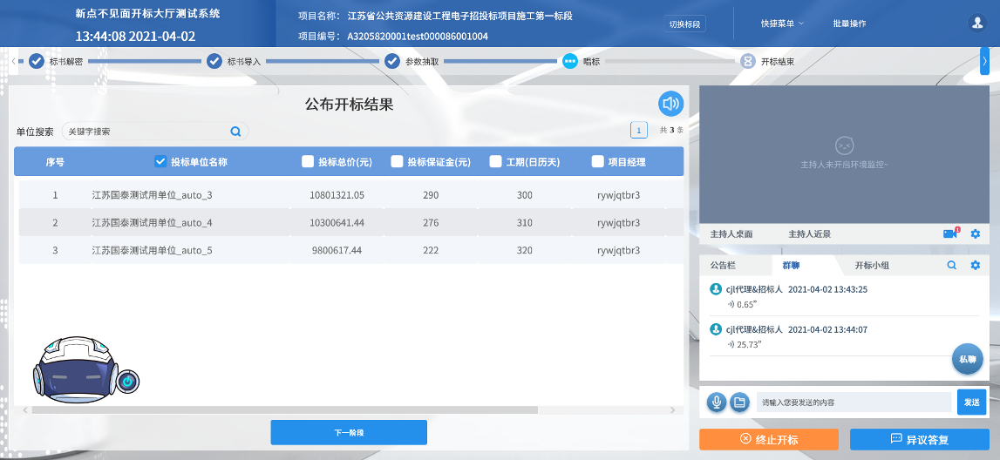 新点不见面开大厅测试系统
13:44:08 2021-04-02
项目名称： 江苏省公共资源建设工程电子招投标项目施工第一标段
项目编号： A3205820001test000086001004
切换标段
快捷菜单
批量操作
标书解密
标书导入
参数抽取
唱标
开标结束
公布开标结果
单位搜索
关键字搜索
1
共 3 条
序号 投标单位名称 投标总价(元) 投标保证金(元) 工期(日历天) 项目经理
1 江苏国泰测试用单位_auto_3 10801321.05 290 300 rywjqtbr3
2 江苏国泰测试用单位_auto_4 10300641.44 276 310 rywjqtbr3
3 江苏国泰测试用单位_auto_5 9800617.44 222 320 rywjqtbr3
下一阶段
主持人未开启环境监控~
主持人桌面 主持人近景
1
公告栏 群聊 开标小组
cjl代理&招标人 2021-04-02 13:43:25
0.65”
cjl代理&招标人 2021-04-02 13:44:07
25.73”
私聊
请输入您要发送的内容
发送
终止开标
异议答复